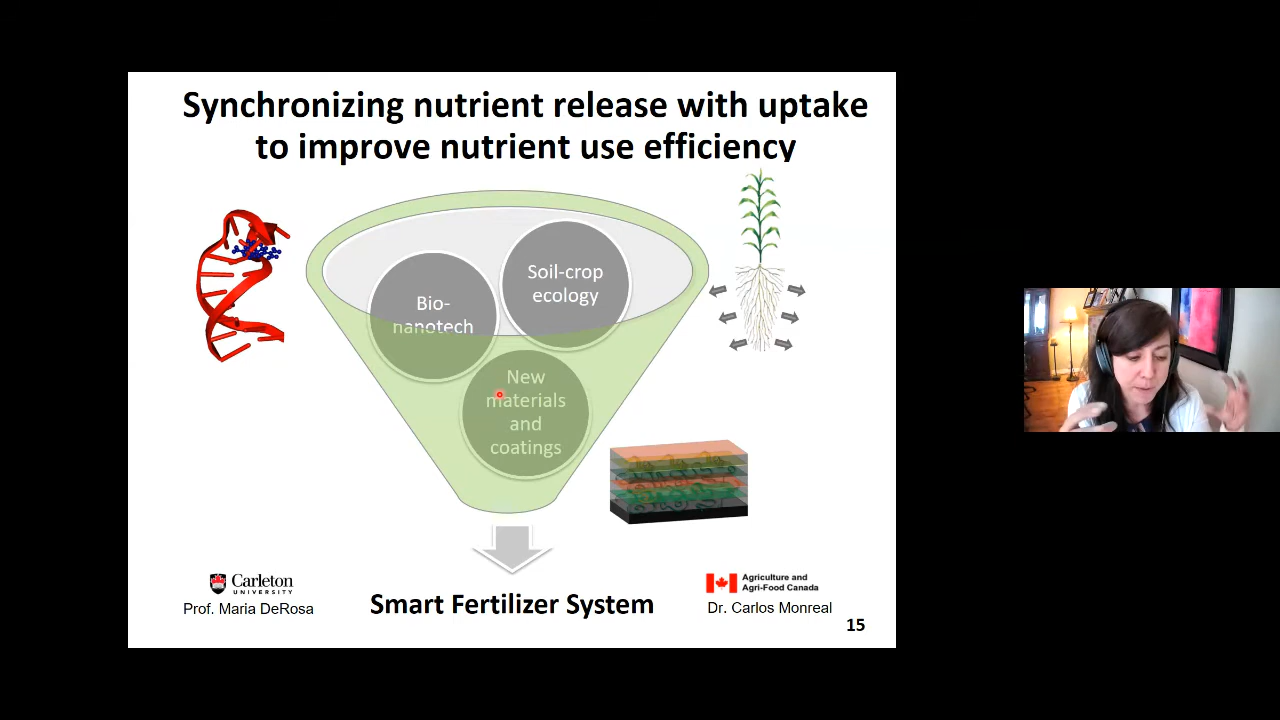 Synchronizing nutrient release with uptake
to improve nutrient use efficiency
Bio-
nanotech
Soil-crop
ecology
New
materials
and
coatings
Carleton
UNIVERSITY
Prof. Maria DeRosa
Smart Fertilizer System
Agriculture and
Agri-Food Canada
Dr. Carlos Monreal
15